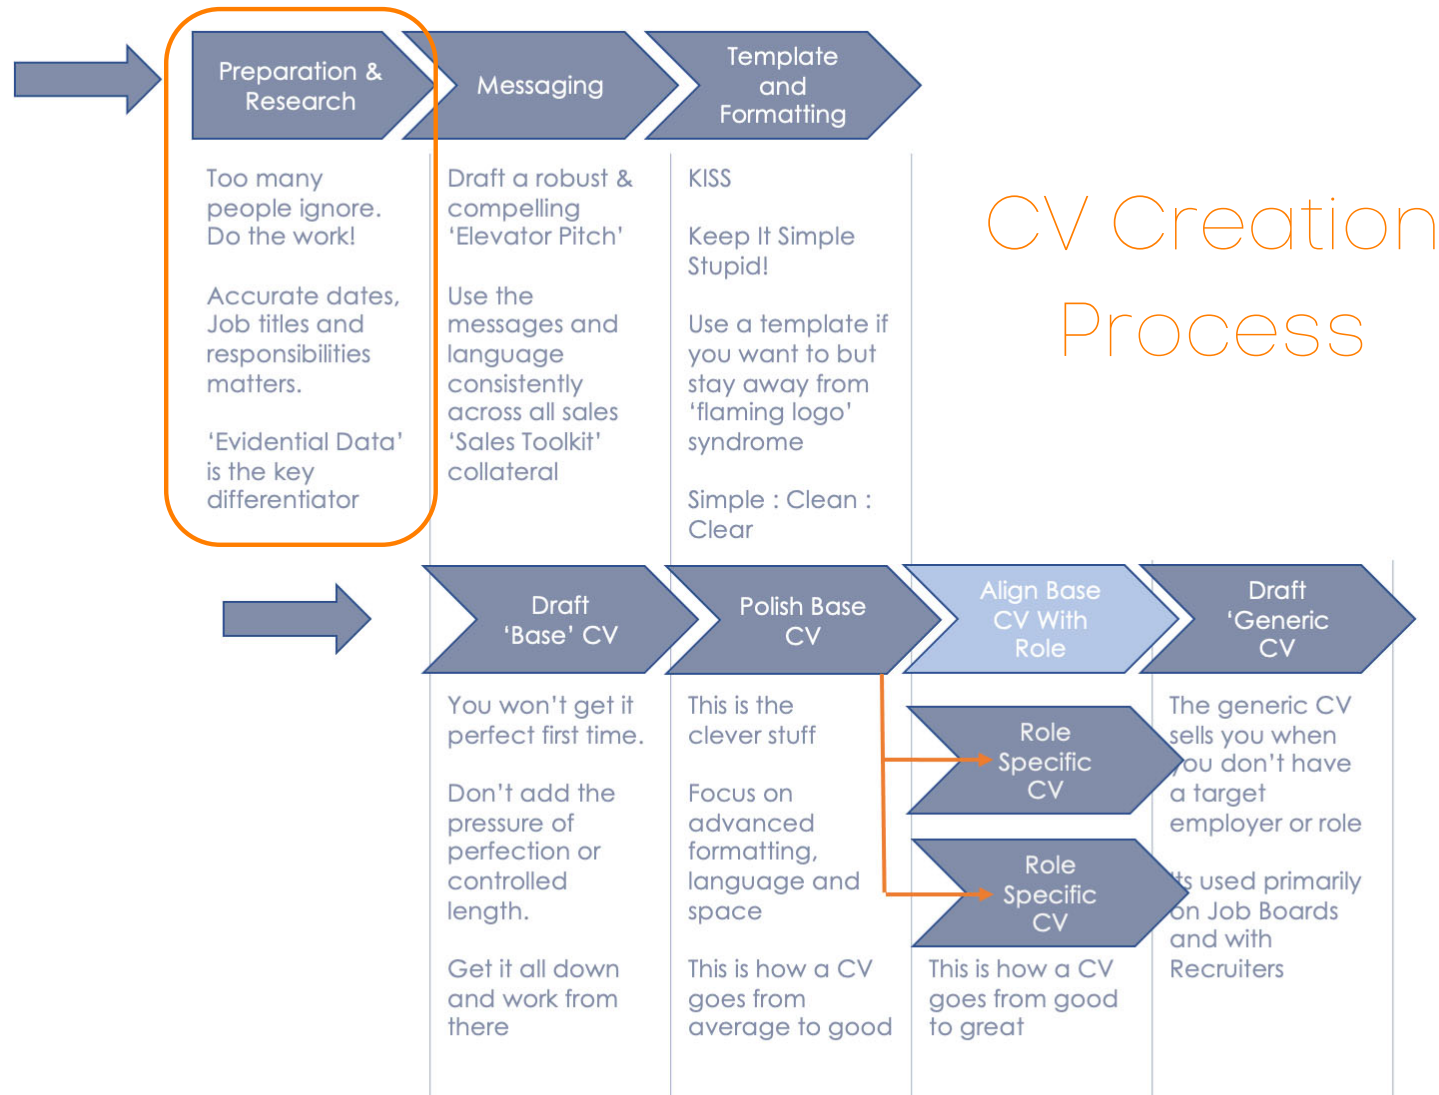 Preparation &
Research
Messaging
Template
and
Formatting
Too many
people ignore.
Do the work!
Accurate dates,
Job titles and
responsibilities
matters.
‘Evidential Data’
is the key
differentiator
Draft a robust &
compelling
‘Elevator Pitch’
Use the
messages and
language
consistently
across all sales
‘Sales Toolkit’
collateral
KISS
Keep It Simple
Stupid!
Use a template if
you want to but
stay away from
‘flaming logo’
syndrome
Simple : Clean :
Clear
CV Creation
Process
Draft
‘Base’ CV
Polish Base
CV
Align Base
CV With
Role
Draft
‘Generic
CV
You won’t get it
perfect first time.
Don’t add the
pressure of
perfection or
controlled
length.
Get it all down
and work from
there
This is the
clever stuff
Focus on
advanced
formatting,
language and
space
This is how a CV
goes from
average to good
Role
Specific
CV
Role
Specific
CV
This is how a CV
goes from good
to great
The generic CV
sells you when
you don’t have
a target
employer or role
Its used primarily
on Job Boards
and with
Recruiters